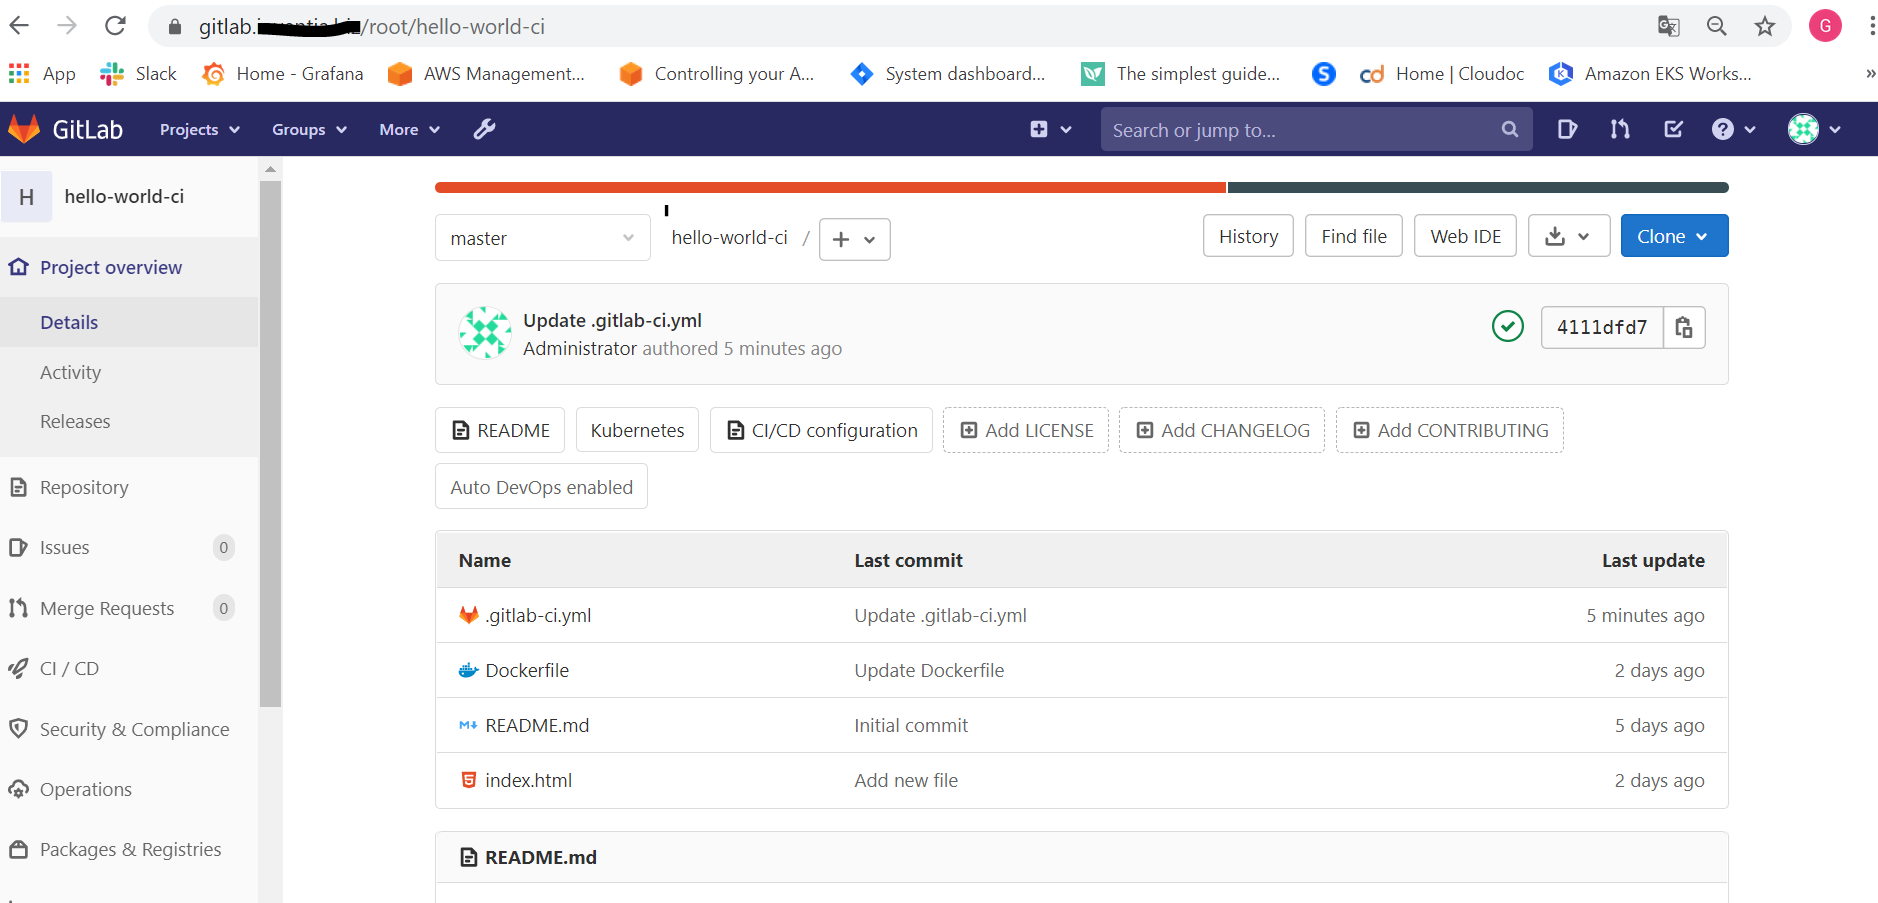 gitlab. /root/hello-world-ci
G
App Slack Home - Grafana AWS Management... Controlling your A... System dashboard... The simplest guide... S cd Home | Cloudoc K Amazon EKS Works... »
GitLab Projects Groups More Search or jump to... ?
H hello-world-ci
master hello-world-ci / + History Find file Web IDE Clone
Project overview
Details
Activity
Releases
Repository
Issues 0
Merge Requests 0
CI / CD
Security & Compliance
Operations
Packages & Registries
Update .gitlab-ci.yml
Administrator authored 5 minutes ago
4111dfd7
README Kubernetes CI/CD configuration Add LICENSE Add CHANGELOG Add CONTRIBUTING
Auto DevOps enabled
Name Last commit Last update
.gitlab-ci.yml Update .gitlab-ci.yml 5 minutes ago
Dockerfile Update Dockerfile 2 days ago
README.md Initial commit 5 days ago
index.html Add new file 2 days ago
README.md